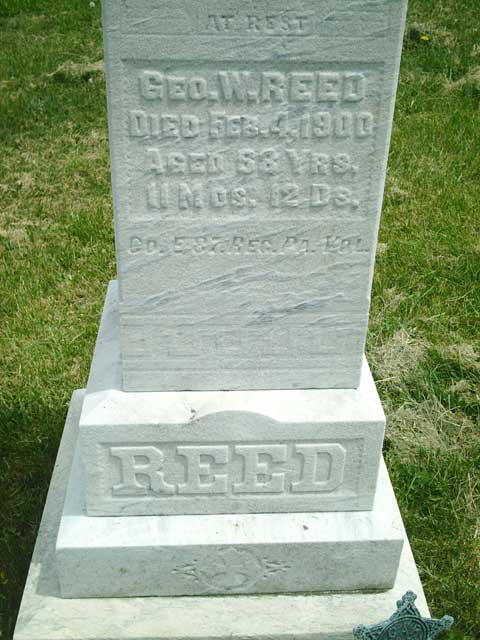 AT REST
GEO. W. REED
DIED FEB. 4, 1900
AGED 63 YRS.
11 MOS. 12 DS.
CO. E. 87. REG. PA. VOL.
REED